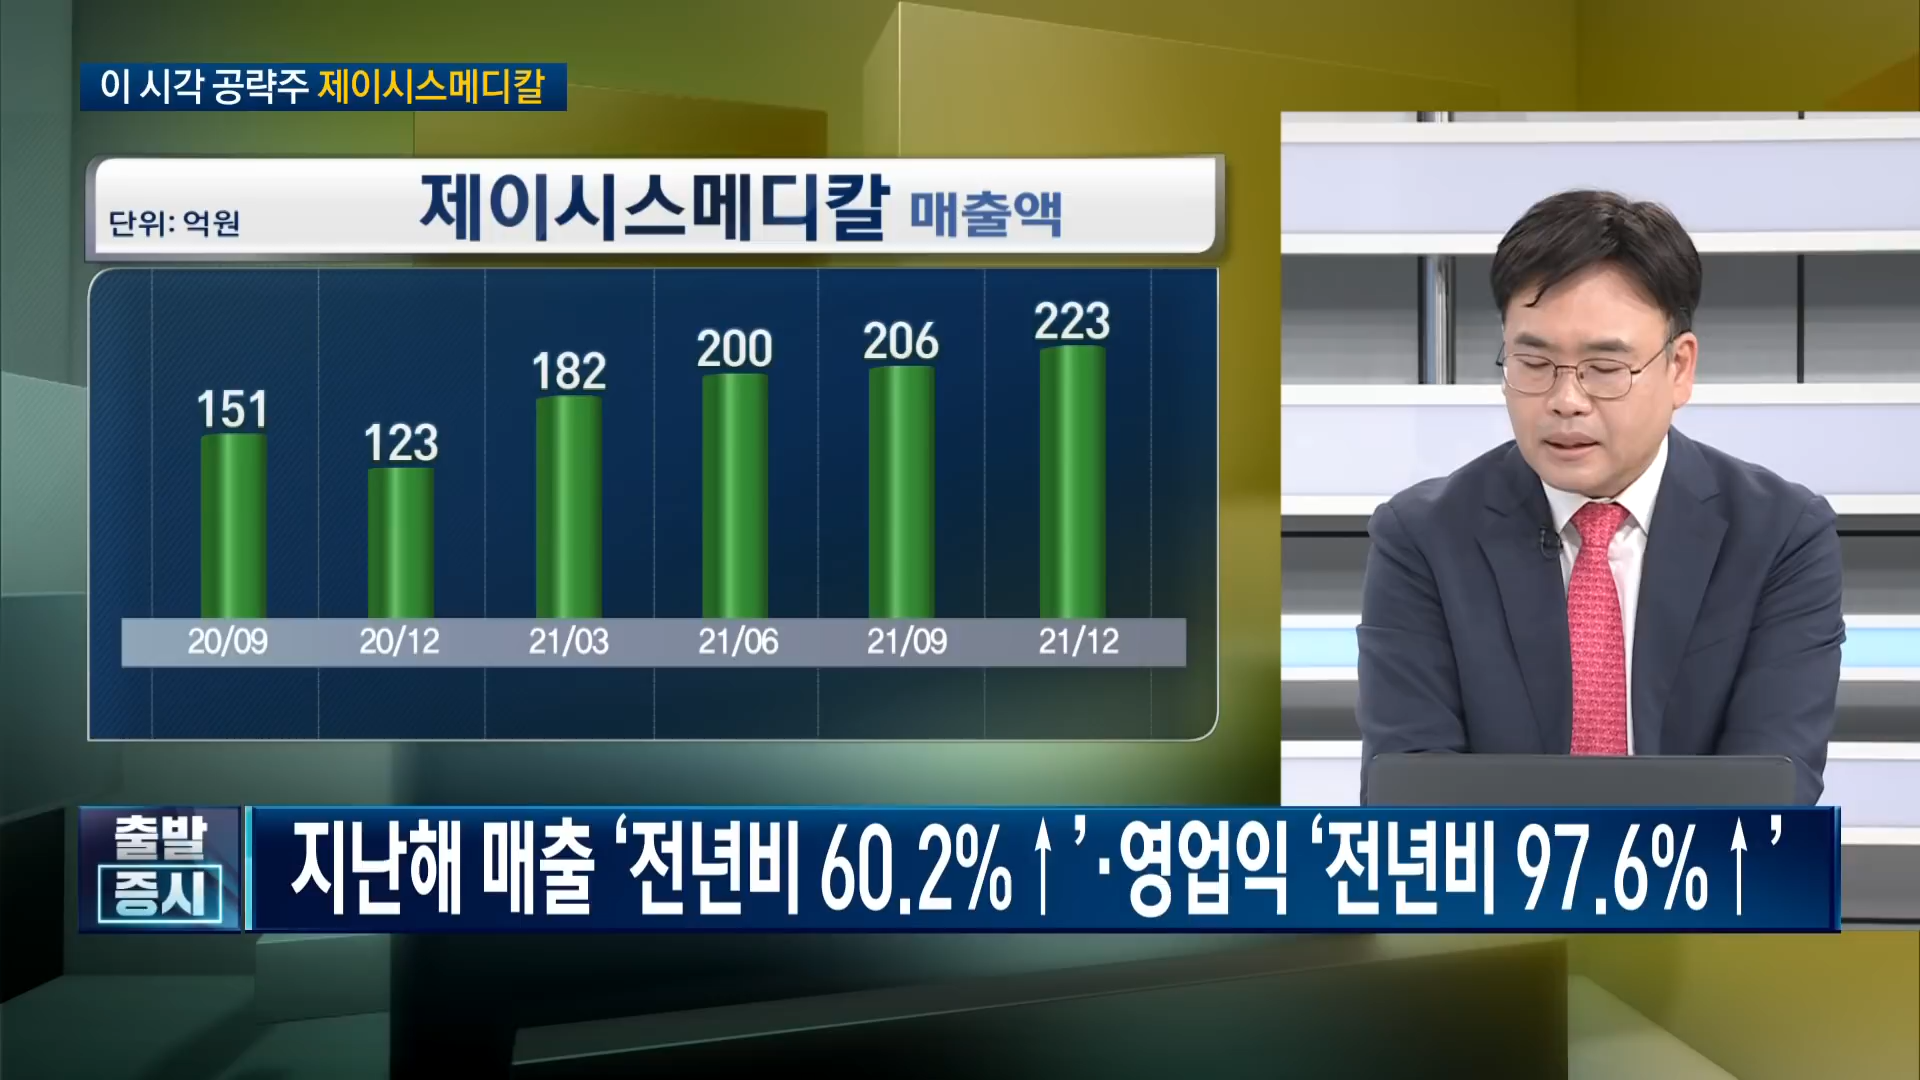 이 시각 공략주 제이시스메디칼
단위: 억원
제이시스메디칼 매출액
151
123
182
200
206
223
20/09
20/12
21/03
21/06
21/09
21/12
출발
증시
지난해 매출 ‘전년비 60.2%↑’·영업익 ‘전년비 97.6%↑’